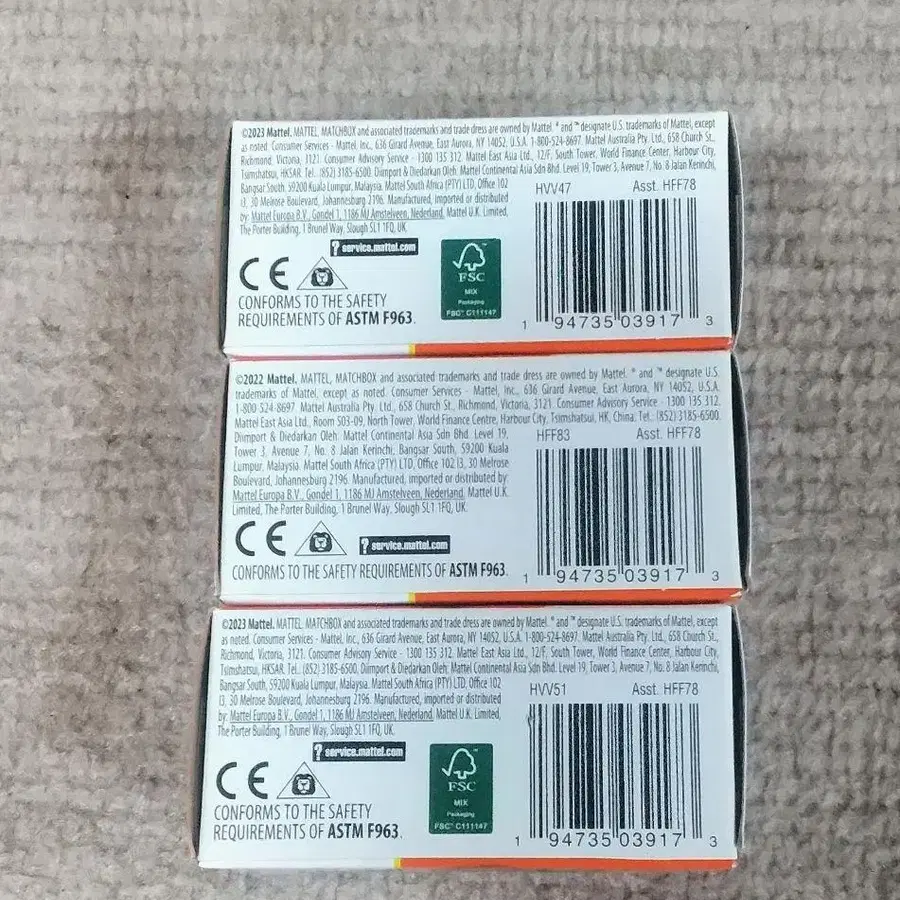 ©2023 Mattel. MATTEL, MATCHBOX and associated trademarks and trade dress are owned by Mattel. ® and ™ designate U.S. trademarks of Mattel, except
as noted. Consumer Services - Mattel, Inc., 636 Girard Avenue, East Aurora, NY 14052, U.S.A. 1-800-524-8697. Mattel Australia Pty. Ltd., 658 Church St.,
Richmond, Victoria, 3121. Consumer Advisory Service - 1300 135 312. Mattel East Asia Ltd., 12/F, South Tower, World Finance Center, Harbour City,
Tsimshatsui, HKSAR. Tel.: (852) 3185-6500. Diimport & Diedarkan Oleh: Mattel Continental Asia Sdn Bhd. Level 19, Tower 3, Avenue 7, No. 8 Jalan Kerinchi,
Bangsar South, 59200 Kuala Lumpur, Malaysia. Mattel South Africa (PTY) LTD, Office 102
I3, 30 Melrose Boulevard, Johannesburg 2196. Manufactured, imported or distributed
by: Mattel Europa B.V., Gondel 1, 1186 MJ Amstelveen, Nederland. Mattel U.K. Limited,
The Porter Building, 1 Brunel Way, Slough SL1 1FQ, UK.
HVV47 Asst. HFF78
? service.mattel.com
CE
FSC
MIX
Packaging
FSC® C111147
CONFORMS TO THE SAFETY
REQUIREMENTS OF ASTM F963.
1 94735 03917 3
©2022 Mattel. MATTEL, MATCHBOX and associated trademarks and trade dress are owned by Mattel. ® and ™ designate U.S.
trademarks of Mattel, except as noted. Consumer Services - Mattel, Inc., 636 Girard Avenue, East Aurora, NY 14052, U.S.A.
1-800-524-8697. Mattel Australia Pty. Ltd., 658 Church St., Richmond, Victoria, 3121. Consumer Advisory Service - 1300 135 312.
Mattel East Asia Ltd., Room 503-09, North Tower, World Finance Centre, Harbour City, Tsimshatsui, HK, China. Tel.: (852) 3185-6500.
Diimport & Diedarkan Oleh: Mattel Continental Asia Sdn Bhd. Level 19,
Tower 3, Avenue 7, No. 8 Jalan Kerinchi, Bangsar South, 59200 Kuala
Lumpur, Malaysia. Mattel South Africa (PTY) LTD, Office 102 I3, 30 Melrose
Boulevard, Johannesburg 2196. Manufactured, imported or distributed by:
Mattel Europa B.V., Gondel 1, 1186 MJ Amstelveen, Nederland. Mattel U.K.
Limited, The Porter Building, 1 Brunel Way, Slough SL1 1FQ, UK.
HFF83 Asst. HFF78
CE
? service.mattel.com
CONFORMS TO THE SAFETY REQUIREMENTS OF ASTM F963.
1 94735 03917 3
©2023 Mattel. MATTEL, MATCHBOX and associated trademarks and trade dress are owned by Mattel. ® and ™ designate U.S. trademarks of Mattel, except
as noted. Consumer Services - Mattel, Inc., 636 Girard Avenue, East Aurora, NY 14052, U.S.A. 1-800-524-8697. Mattel Australia Pty. Ltd., 658 Church St.,
Richmond, Victoria, 3121. Consumer Advisory Service - 1300 135 312. Mattel East Asia Ltd., 12/F, South Tower, World Finance Center, Harbour City,
Tsimshatsui, HKSAR. Tel.: (852) 3185-6500. Diimport & Diedarkan Oleh: Mattel Continental Asia Sdn Bhd. Level 19, Tower 3, Avenue 7, No. 8 Jalan Kerinchi,
Bangsar South, 59200 Kuala Lumpur, Malaysia. Mattel South Africa (PTY) LTD, Office 102
I3, 30 Melrose Boulevard, Johannesburg 2196. Manufactured, imported or distributed
by: Mattel Europa B.V., Gondel 1, 1186 MJ Amstelveen, Nederland. Mattel U.K. Limited,
The Porter Building, 1 Brunel Way, Slough SL1 1FQ, UK.
HVV51 Asst. HFF78
? service.mattel.com
CE
FSC
MIX
Packaging
FSC® C111147
CONFORMS TO THE SAFETY
REQUIREMENTS OF ASTM F963.
1 94735 03917 3